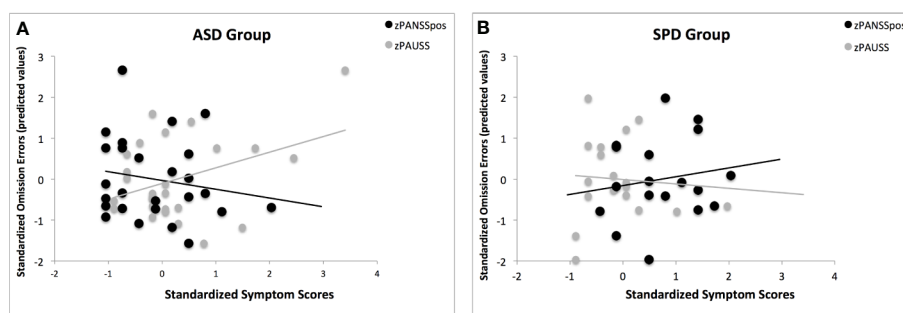 A
ASD Group
zPANSSpos
zPAUSS
Standardized Omission Errors (predicted values)
3
2
1
0
-1
-2
-2
-1
0
1
2
3
4
Standardized Symptom Scores
B
SPD Group
zPANSSpos
zPAUSS
Standardized Omission Errors (predicted values)
3
2
1
0
-1
-2
-2
-1
0
1
2
3
4
Standardized Symptom Scores